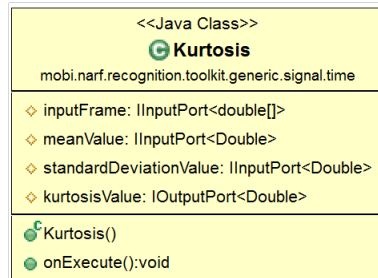 <<Java Class>>
C Kurtosis
mobi.narf.recognition.toolkit.generic.signal.time
inputFrame: IInputPort<double[]>
meanValue: IInputPort<Double>
standardDeviationValue: IInputPort<Double>
kurtosisValue: IOutputPort<Double>
C Kurtosis()
onExecute():void